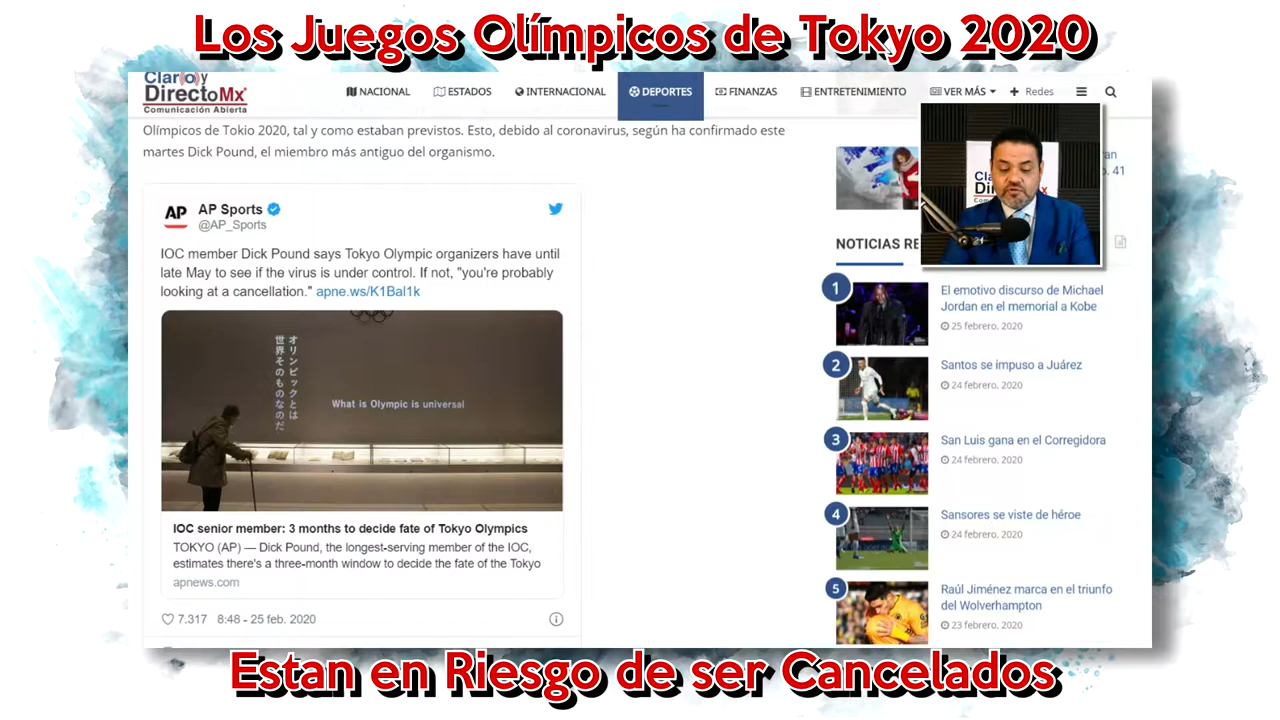 Los Juegos Olímpicos de Tokyo 2020
Claro y
DirectoMx
Comunicación Abierta
NACIONAL
ESTADOS
INTERNACIONAL
DEPORTES
FINANZAS
ENTRETENIMIENTO
VER MÁS
Redes
Olímpicos de Tokio 2020, tal y como estaban previstos. Esto, debido al coronavirus, según ha confirmado este
martes Dick Pound, el miembro más antiguo del organismo.
AP
AP Sports
@AP_Sports
IOC member Dick Pound says Tokyo Olympic organizers have until
late May to see if the virus is under control. If not, "you're probably
looking at a cancellation." apne.ws/K1Bal1k
オリンピックとは
世界そのものなのだ
What is Olympic is universal
IOC senior member: 3 months to decide fate of Tokyo Olympics
TOKYO (AP) — Dick Pound, the longest-serving member of the IOC,
estimates there's a three-month window to decide the fate of the Tokyo
apnews.com
7.317 8:48 - 25 feb. 2020
41
NOTICIAS RE
1
El emotivo discurso de Michael
Jordan en el memorial a Kobe
25 febrero, 2020
2
Santos se impuso a Juárez
24 febrero, 2020
3
San Luis gana en el Corregidora
24 febrero, 2020
4
Sansores se viste de héroe
24 febrero, 2020
5
Raúl Jiménez marca en el triunfo
del Wolverhampton
23 febrero, 2020
Estan en Riesgo de ser Cancelados